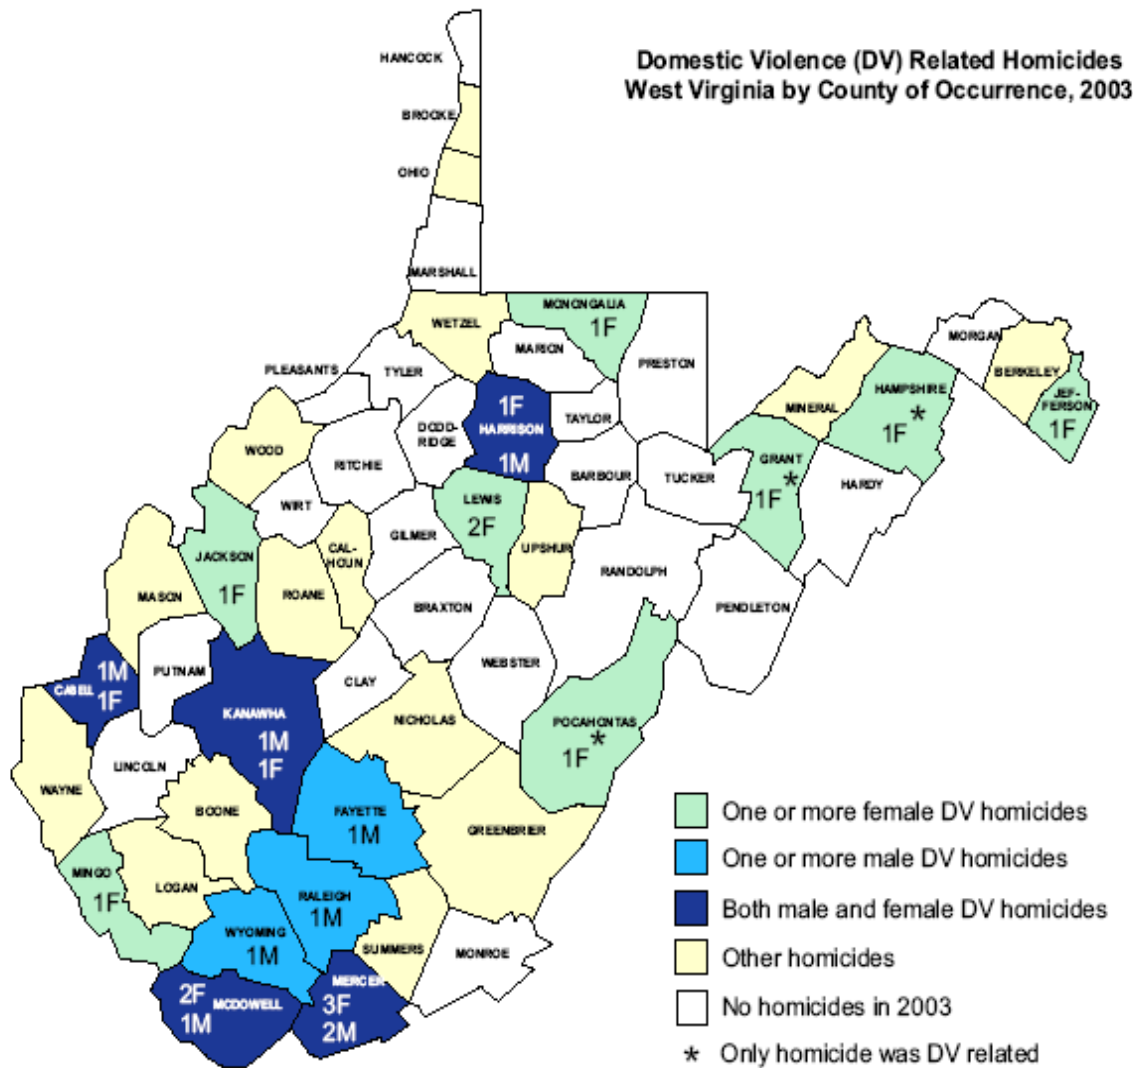 Domestic Violence (DV) Related Homicides
West Virginia by County of Occurrence, 2003
HANCOCK
BROOKE
OHIO
MARSHALL
WETZEL
MONONGALIA
1F
MARION
PRESTON
MORGAN
BERKELEY
JEF-
FERSON
1F
HAMPSHIRE
1F *
MINERAL
PLEASANTS
TYLER
DODD-
RIDGE
1F
HARRISON
1M
TAYLOR
WOOD
RITCHIE
BARBOUR
TUCKER
GRANT
1F *
HARDY
WIRT
LEWIS
2F
GILMER
CAL-
HOUN
UPSHUR
JACKSON
1F
ROANE
RANDOLPH
MASON
BRAXTON
PENDLETON
PUTNAM
CABELL
1M
1F
CLAY
WEBSTER
KANAWHA
1M
1F
NICHOLAS
POCAHONTAS
1F *
LINCOLN
WAYNE
BOONE
FAYETTE
1M
GREENBRIER
MINGO
1F
LOGAN
RALEIGH
1M
WYOMING
1M
SUMMERS
MONROE
2F
MCDOWELL
1M
MERCER
3F
2M
One or more female DV homicides
One or more male DV homicides
Both male and female DV homicides
Other homicides
No homicides in 2003
* Only homicide was DV related